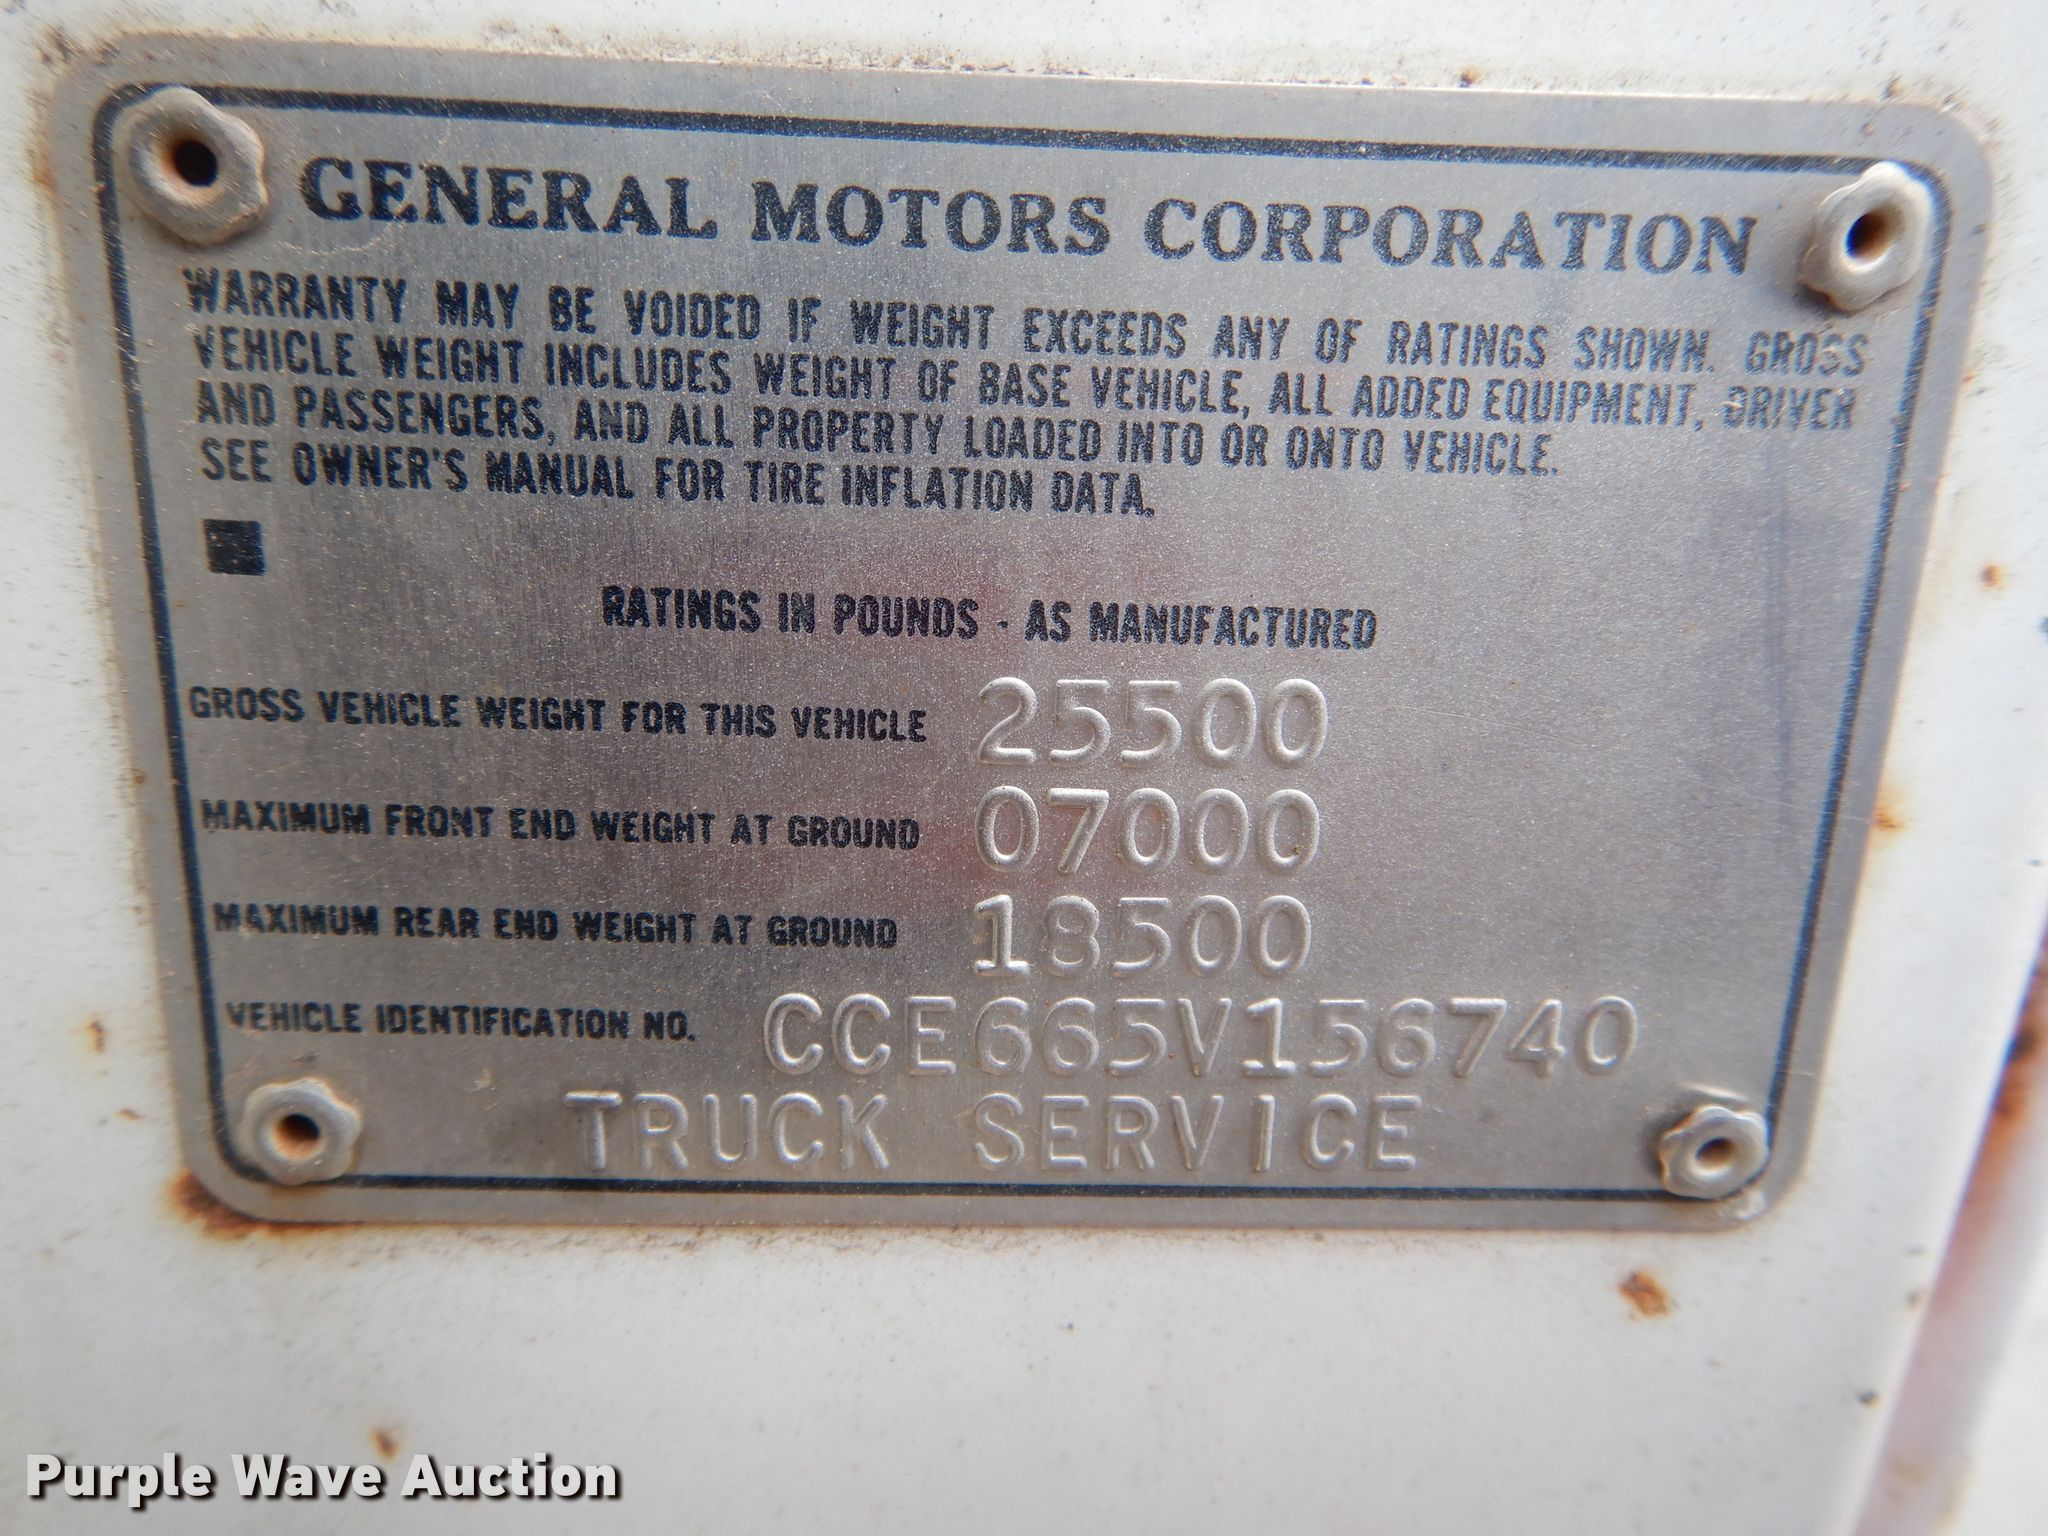 GENERAL MOTORS CORPORATION
WARRANTY MAY BE VOIDED IF WEIGHT EXCEEDS ANY OF RATINGS SHOWN. GROSS
VEHICLE WEIGHT INCLUDES WEIGHT OF BASE VEHICLE, ALL ADDED EQUIPMENT, DRIVER
AND PASSENGERS, AND ALL PROPERTY LOADED INTO OR ONTO VEHICLE.
SEE OWNER'S MANUAL FOR TIRE INFLATION DATA.
RATINGS IN POUNDS - AS MANUFACTURED
GROSS VEHICLE WEIGHT FOR THIS VEHICLE 25500
MAXIMUM FRONT END WEIGHT AT GROUND 07000
MAXIMUM REAR END WEIGHT AT GROUND 18500
VEHICLE IDENTIFICATION NO. CCE665V156740
TRUCK SERVICE
Purple Wave Auction